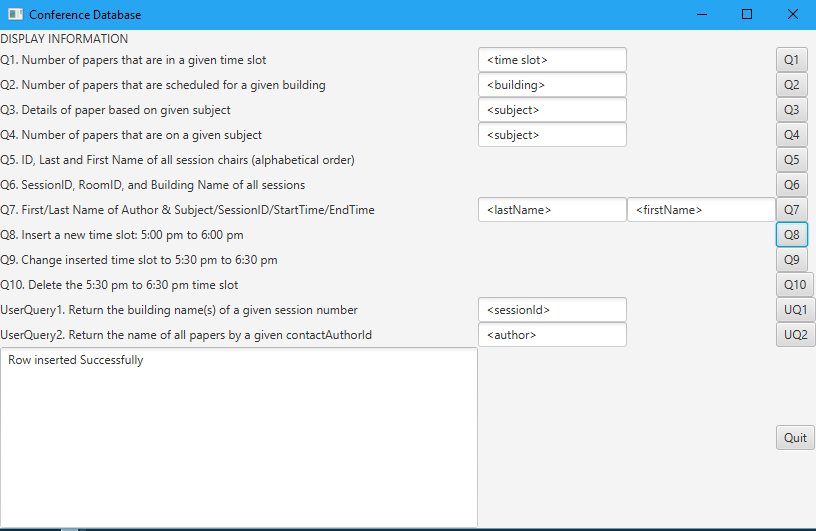 Conference Database
DISPLAY INFORMATION
Q1. Number of papers that are in a given time slot <time slot> Q1
Q2. Number of papers that are scheduled for a given building <building> Q2
Q3. Details of paper based on given subject <subject> Q3
Q4. Number of papers that are on a given subject <subject> Q4
Q5. ID, Last and First Name of all session chairs (alphabetical order) Q5
Q6. SessionID, RoomID, and Building Name of all sessions Q6
Q7. First/Last Name of Author & Subject/SessionID/StartTime/EndTime <lastName> <firstName> Q7
Q8. Insert a new time slot: 5:00 pm to 6:00 pm Q8
Q9. Change inserted time slot to 5:30 pm to 6:30 pm Q9
Q10. Delete the 5:30 pm to 6:30 pm time slot Q10
UserQuery1. Return the building name(s) of a given session number <sessionId> UQ1
UserQuery2. Return the name of all papers by a given contactAuthorId <author> UQ2
Row inserted Successfully
Quit